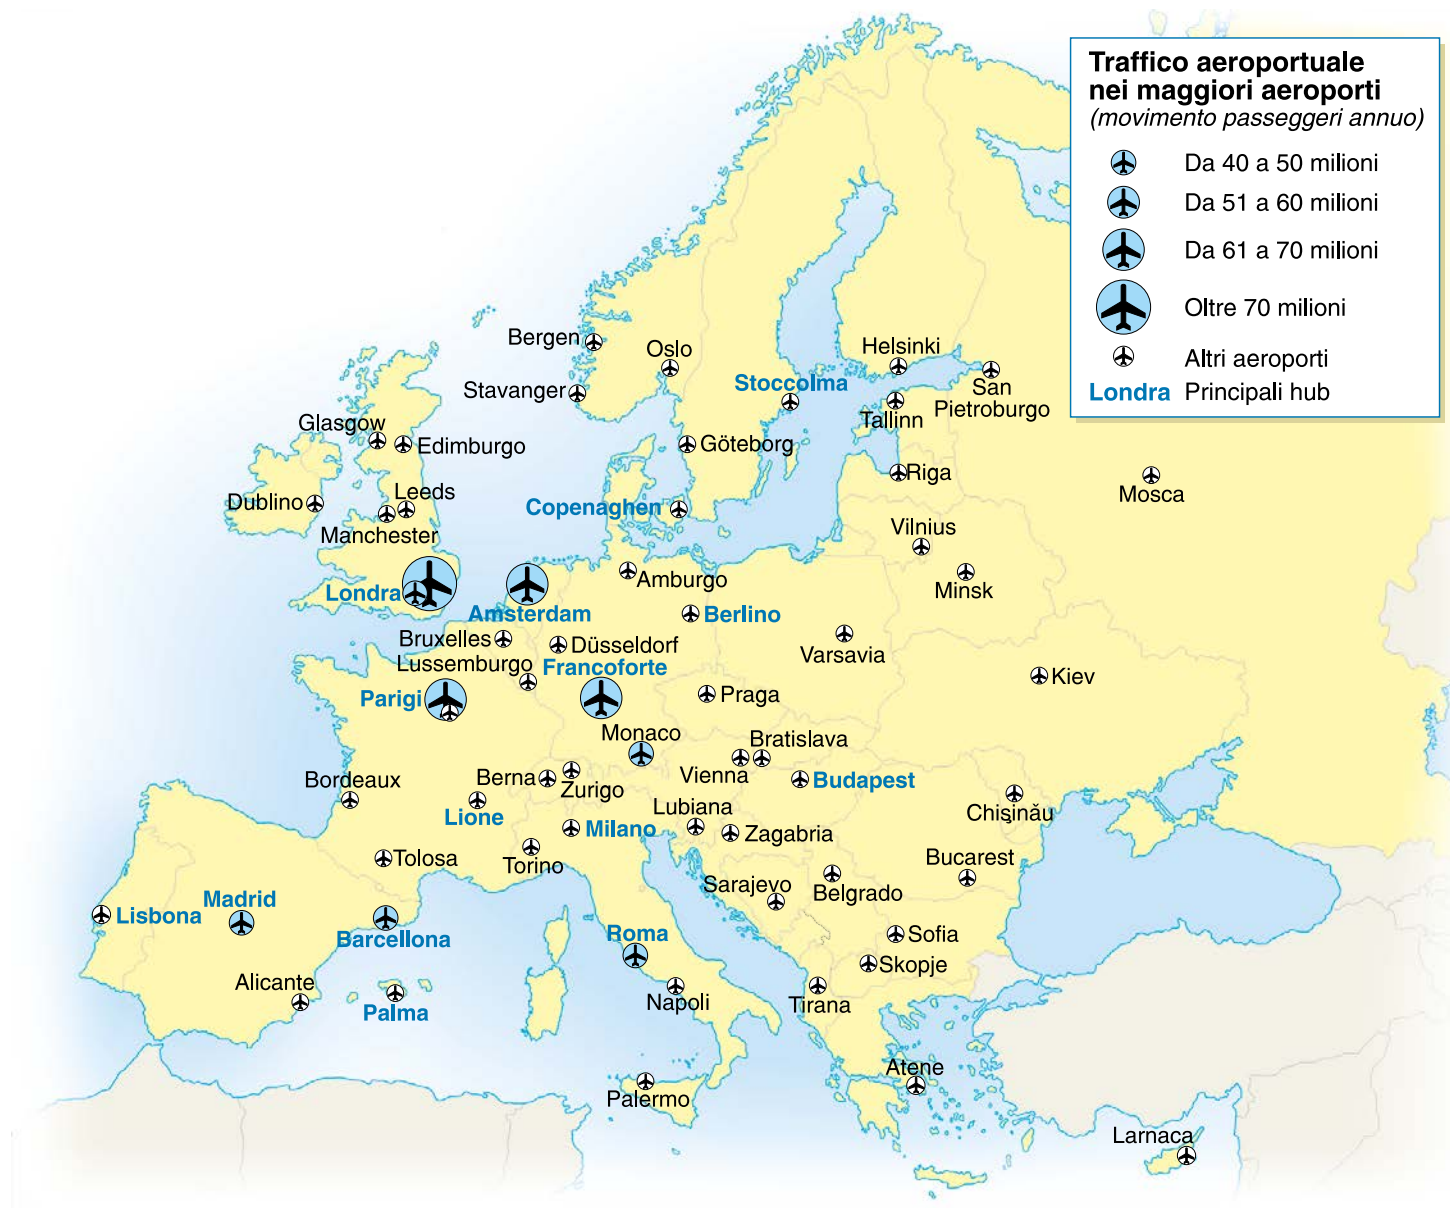 Traffico aeroportuale
nei maggiori aeroporti
(movimento passeggeri annuo)
Da 40 a 50 milioni
Da 51 a 60 milioni
Da 61 a 70 milioni
Oltre 70 milioni
Altri aeroporti
Londra Principali hub
Bergen
Oslo
Helsinki
Stavanger
Stoccolma
San
Pietroburgo
Tallinn
Glasgow
Edimburgo
Göteborg
Riga
Mosca
Dublino
Leeds
Copenaghen
Manchester
Vilnius
Minsk
Amburgo
Londra
Amsterdam
Berlino
Bruxelles
Düsseldorf
Varsavia
Lussemburgo
Francoforte
Kiev
Parigi
Praga
Monaco
Bratislava
Vienna
Bordeaux
Berna
Zurigo
Budapest
Lione
Lubiana
Chişinău
Milano
Zagabria
Tolosa
Torino
Bucarest
Sarajevo
Belgrado
Madrid
Lisbona
Barcellona
Roma
Sofia
Skopje
Alicante
Palma
Napoli
Tirana
Atene
Palermo
Larnaca